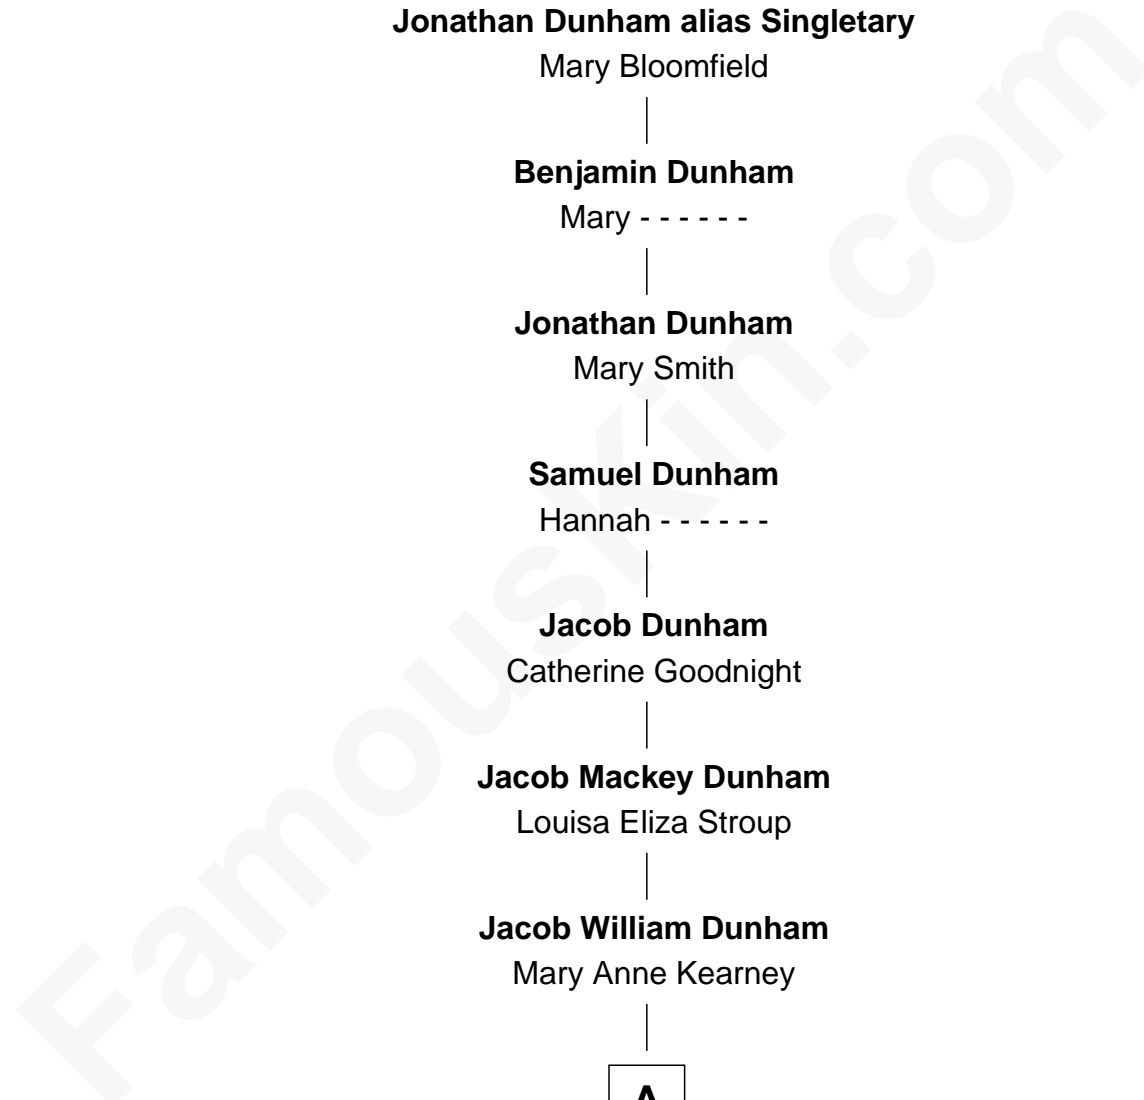 Jonathan Dunham alias Singletary
Mary Bloomfield
Benjamin Dunham
Mary - - - - - -
Jonathan Dunham
Mary Smith
Samuel Dunham
Hannah - - - - - -
Jacob Dunham
Catherine Goodnight
Jacob Mackey Dunham
Louisa Eliza Stroup
Jacob William Dunham
Mary Anne Kearney
A
FamousKin.com